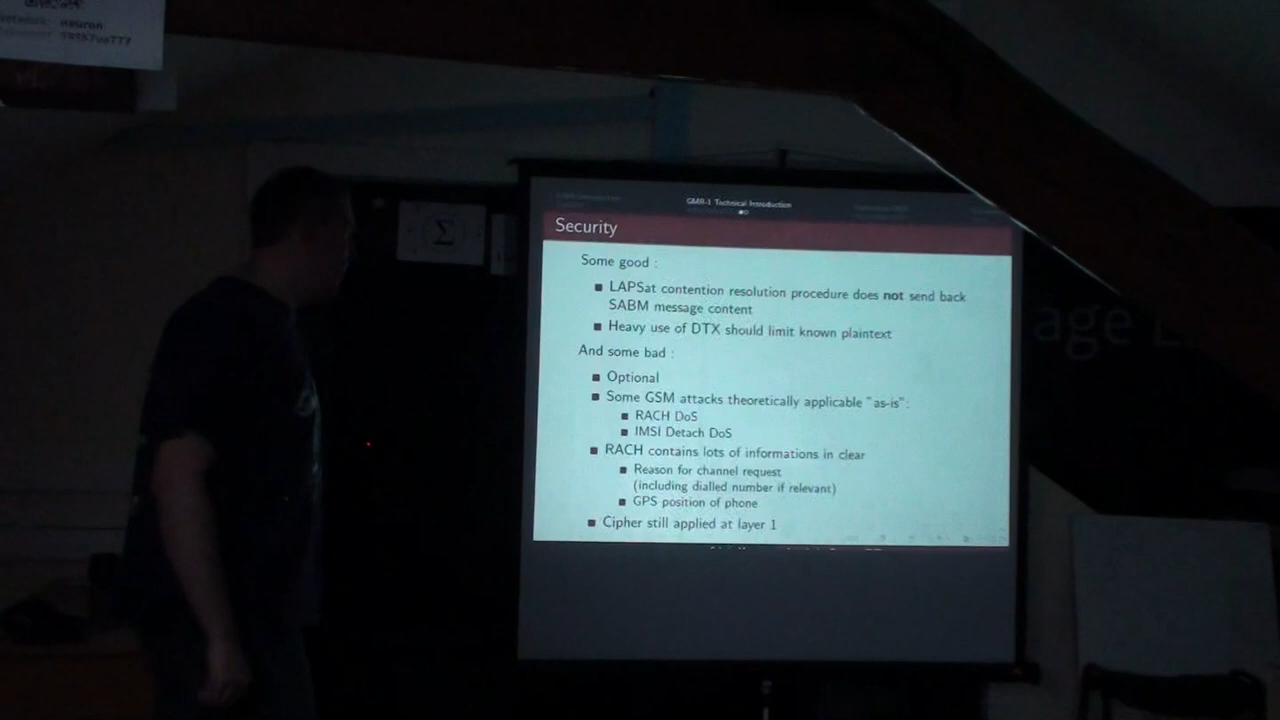 neuron
GMR-1 Technical Introduction
Security
Some good :
LAPSat contention resolution procedure does not send back
SABM message content
Heavy use of DTX should limit known plaintext
And some bad :
Optional
Some GSM attacks theoretically applicable "as-is":
RACH DoS
IMSI Detach DoS
RACH contains lots of informations in clear
Reason for channel request
(including dialled number if relevant)
GPS position of phone
Cipher still applied at layer 1
Σ
age